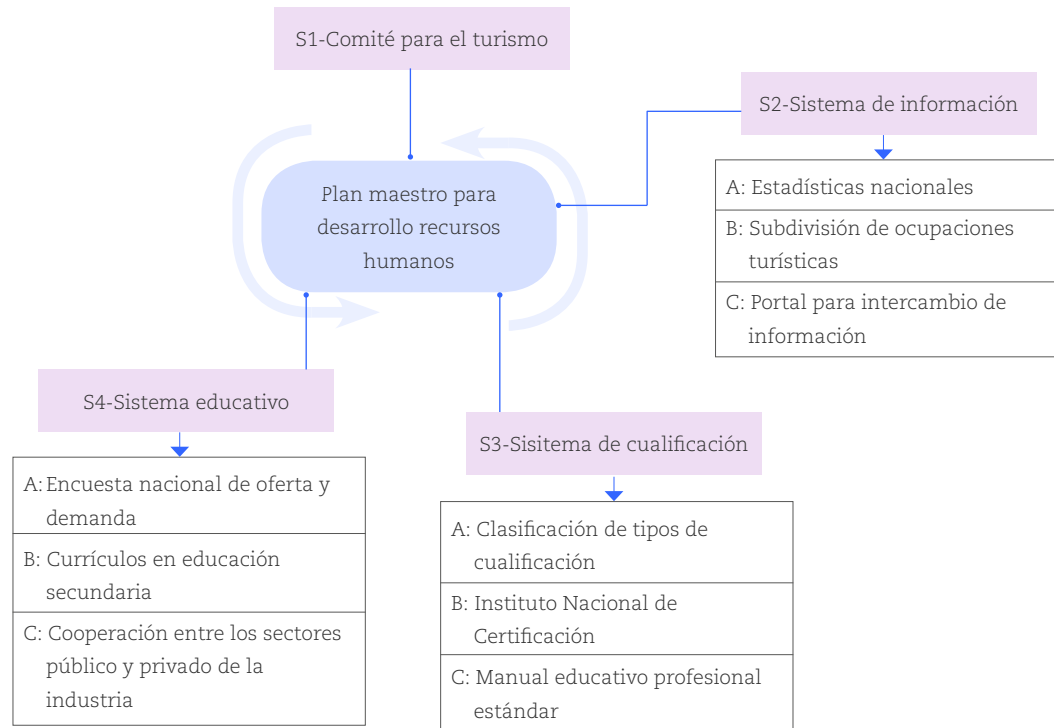 S1-Comité para el turismo
S2-Sistema de información
A: Estadísticas nacionales
B: Subdivisión de ocupaciones
turísticas
C: Portal para intercambio de
información
Plan maestro para
desarrollo recursos
humanos
S4-Sistema educativo
A: Encuesta nacional de oferta y
demanda
B: Currículos en educación
secundaria
C: Cooperación entre los sectores
público y privado de la
industria
S3-Sisitema de cualificación
A: Clasificación de tipos de
cualificación
B: Instituto Nacional de
Certificación
C: Manual educativo profesional
estándar